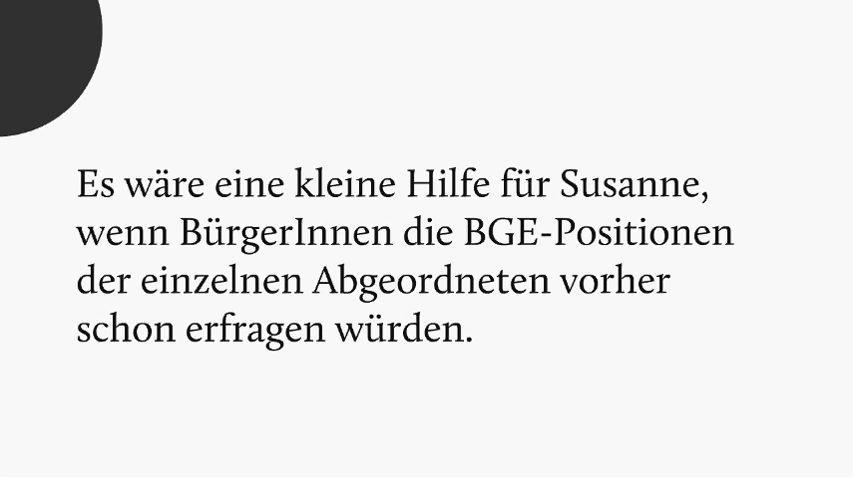 Es wäre eine kleine Hilfe für Susanne,
wenn BürgerInnen die BGE-Positionen
der einzelnen Abgeordneten vorher
schon erfragen würden.